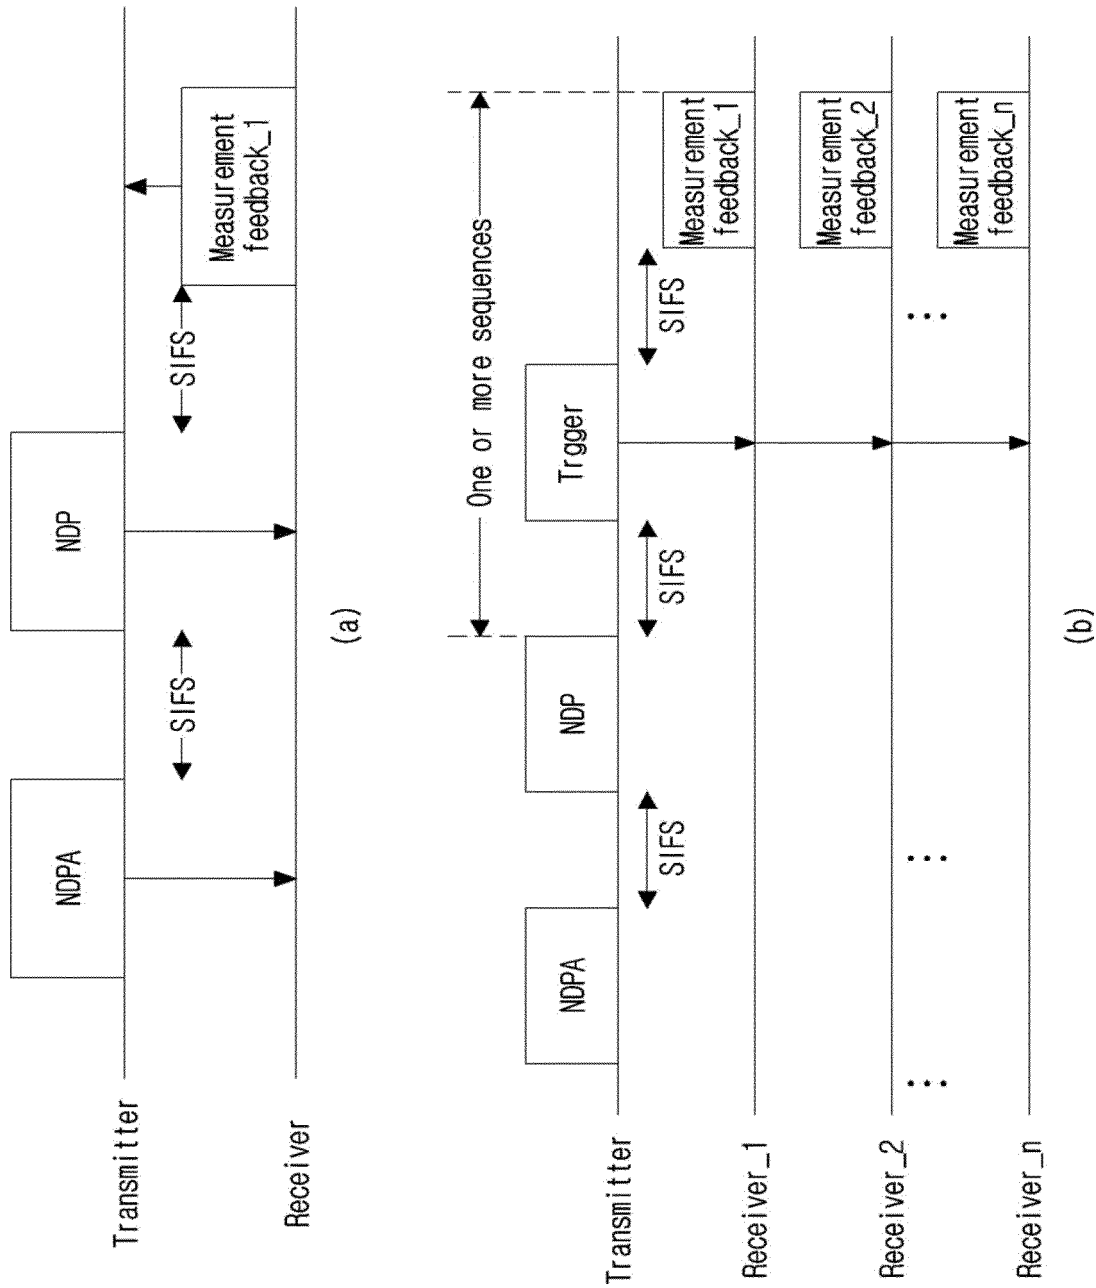 Transmitter
NDPA
SIFS
NDP
SIFS
Measurement
feedback_1
Receiver
(a)
One or more sequences
Transmitter
NDPA
SIFS
NDP
SIFS
Trgger
SIFS
Receiver_1
Measurement
feedback_1
Receiver_2
Measurement
feedback_2
...
...
...
Receiver_n
Measurement
feedback_n
(b)